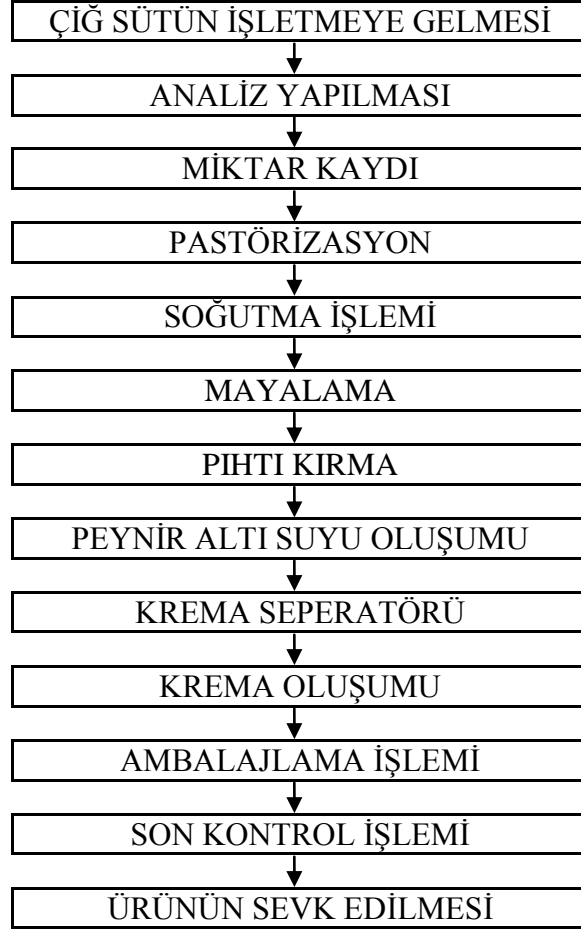 ÇİĞ SÜTÜN İŞLETMEYE GELMESİ
ANALİZ YAPILMASI
MİKTAR KAYDI
PASTÖRİZASYON
SOĞUTMA İŞLEMİ
MAYALAMA
PIHTI KIRMA
PEYNİR ALTI SUYU OLUŞUMU
KREMA SEPERATÖRÜ
KREMA OLUŞUMU
AMBALAJLAMA İŞLEMİ
SON KONTROL İŞLEMİ
ÜRÜNÜN SEVK EDİLMESİ